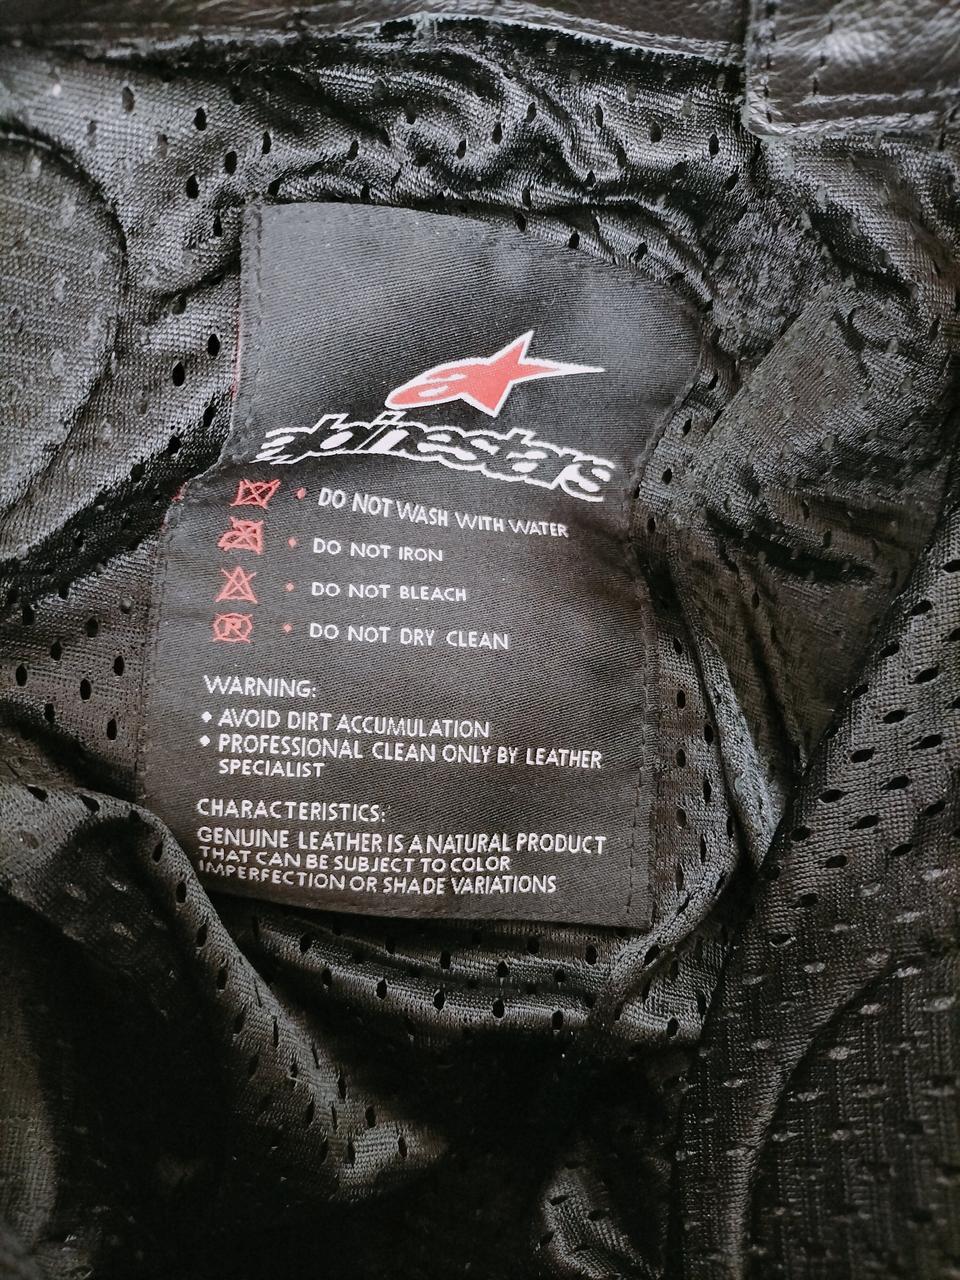 alpinestars
DO NOT WASH WITH WATER
DO NOT IRON
DO NOT BLEACH
DO NOT DRY CLEAN
WARNING:
• AVOID DIRT ACCUMULATION
• PROFESSIONAL CLEAN ONLY BY LEATHER
SPECIALIST
CHARACTERISTICS:
GENUINE LEATHER IS A NATURAL PRODUCT
THAT CAN BE SUBJECT TO COLOR
IMPERFECTION OR SHADE VARIATIONS